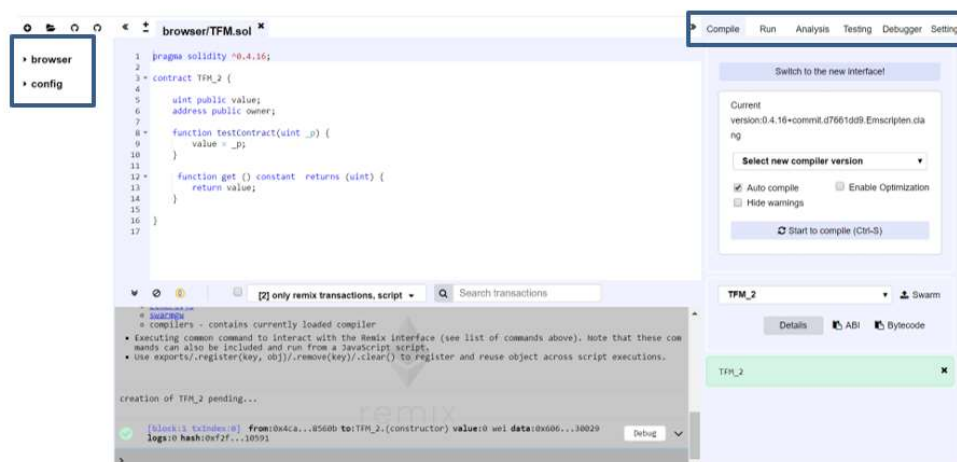 browser/TFM.sol
Compile Run Analysis Testing Debugger Setting
browser
config
1 pragma solidity ^0.4.16;
2
3 contract TFM_2 {
4
5 uint public value;
6 address public owner;
7
8 function testContract(uint _p) {
9 value = _p;
10 }
11
12 function get () constant returns (uint) {
13 return value;
14 }
15
16 }
17
Switch to the new interface!
Current
version:0.4.16+commit.d7661dd9.Emscripten.cla
ng
Select new compiler version
Auto compile
Enable Optimization
Hide warnings
Start to compile (Ctrl-S)
0
[2] only remix transactions, script
Search transactions
TFM_2
Swarm
Details
ABI
Bytecode
TFM_2
swarmgw
compilers - contains currently loaded compiler
Executing common command to interact with the Remix interface (see list of commands above). Note that these com
mands can also be included and run from a JavaScript script.
Use exports/.register(key, obj)/.remove(key)/.clear() to register and reuse object across script executions.
remix
creation of TFM_2 pending...
[block:1 txIndex:0] from:0x4ca...8560b to:TFM_2.(constructor) value:0 wei data:0x606...30029
logs:0 hash:0xf2f...10591
Debug
>